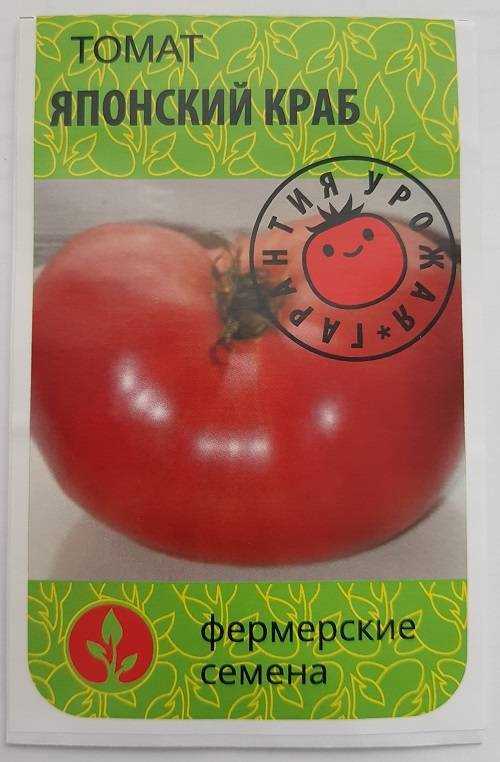 ТОМАТ
ЯПОНСКИЙ КРАБ
ГАРАНТИЯ УРОЖАЯ*
фермерские
семена